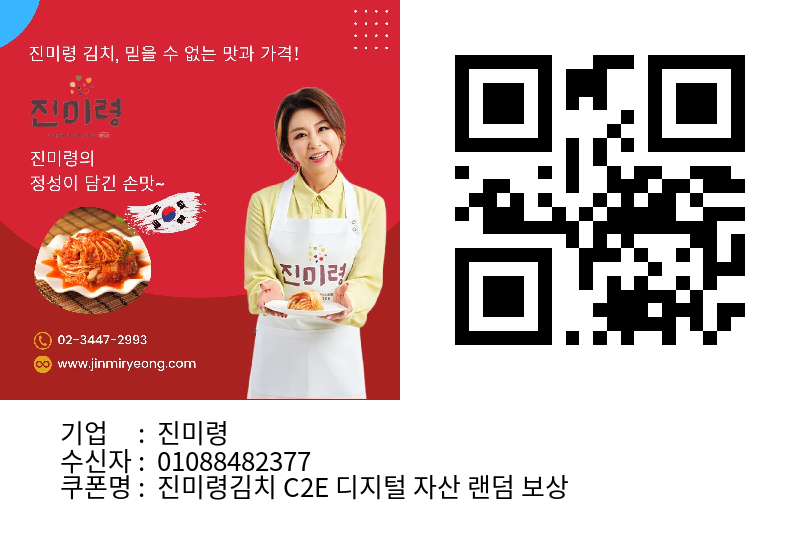 진미령 김치, 믿을 수 없는 맛과 가격!
진미령
진미령의
정성이 담긴 손맛~
진미령
02-3447-2993
www.jinmiryeong.com
기업 : 진미령
수신자 : 01088482377
쿠폰명 : 진미령김치 C2E 디지털 자산 랜덤 보상